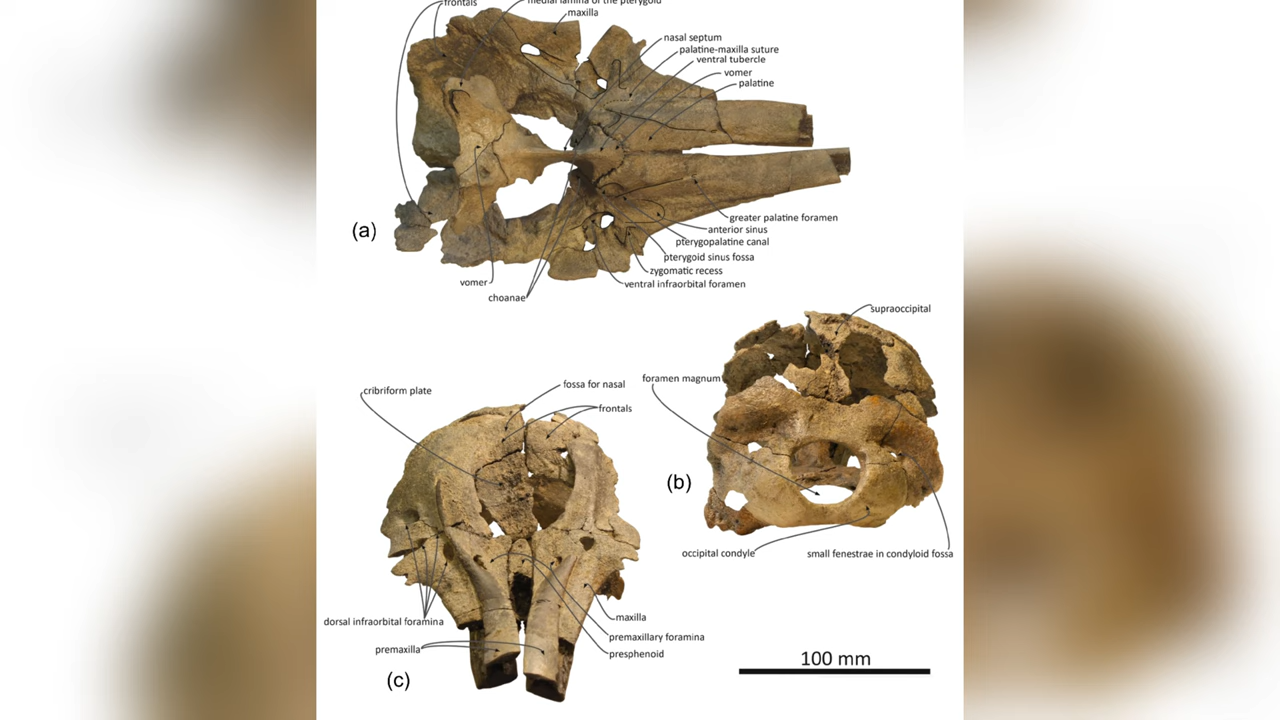 frontals
medial lamina of the pterygoid
maxilla
nasal septum
palatine-maxilla suture
ventral tubercle
vomer
palatine
(a)
greater palatine foramen
anterior sinus
pterygopalatine canal
pterygoid sinus fossa
zygomatic recess
ventral infraorbital foramen
vomer
choanae
supraoccipital
foramen magnum
(b)
occipital condyle
small fenestrae in condyloid fossa
cribriform plate
fossa for nasal
frontals
dorsal infraorbital foramina
maxilla
premaxillary foramina
premaxilla
presphenoid
(c)
100 mm